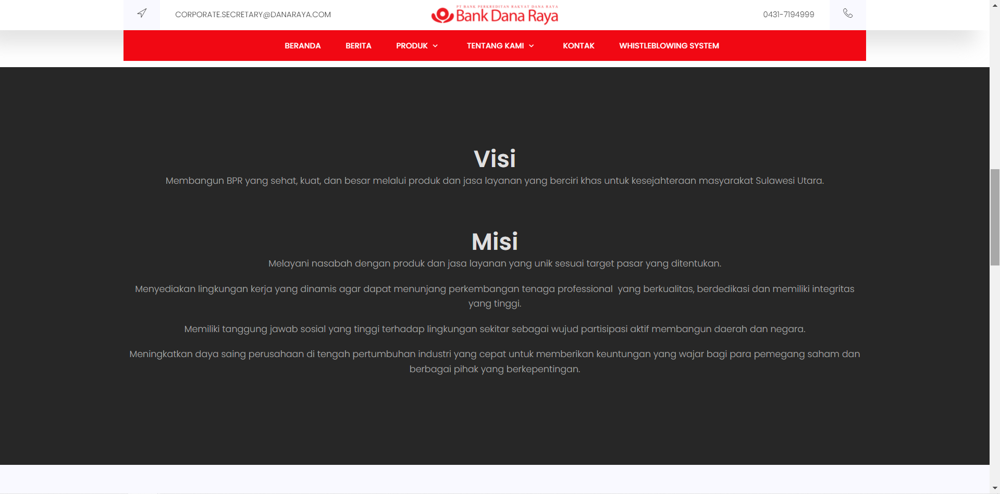 CORPORATE.SECRETARY@DANARAYA.COM
PT BANK PERKREDITAN RAKYAT DANA RAYA
Bank Dana Raya
0431-7194999
BERANDA BERITA PRODUK TENTANG KAMI KONTAK WHISTLEBLOWING SYSTEM
Visi
Membangun BPR yang sehat, kuat, dan besar melalui produk dan jasa layanan yang berciri khas untuk kesejahteraan masyarakat Sulawesi Utara.
Misi
Melayani nasabah dengan produk dan jasa layanan yang unik sesuai target pasar yang ditentukan.
Menyediakan lingkungan kerja yang dinamis agar dapat menunjang perkembangan tenaga professional  yang berkualitas, berdedikasi dan memiliki integritas
yang tinggi.
Memiliki tanggung jawab sosial yang tinggi terhadap lingkungan sekitar sebagai wujud partisipasi aktif membangun daerah dan negara.
Meningkatkan daya saing perusahaan di tengah pertumbuhan industri yang cepat untuk memberikan keuntungan yang wajar bagi para pemegang saham dan
berbagai pihak yang berkepentingan.